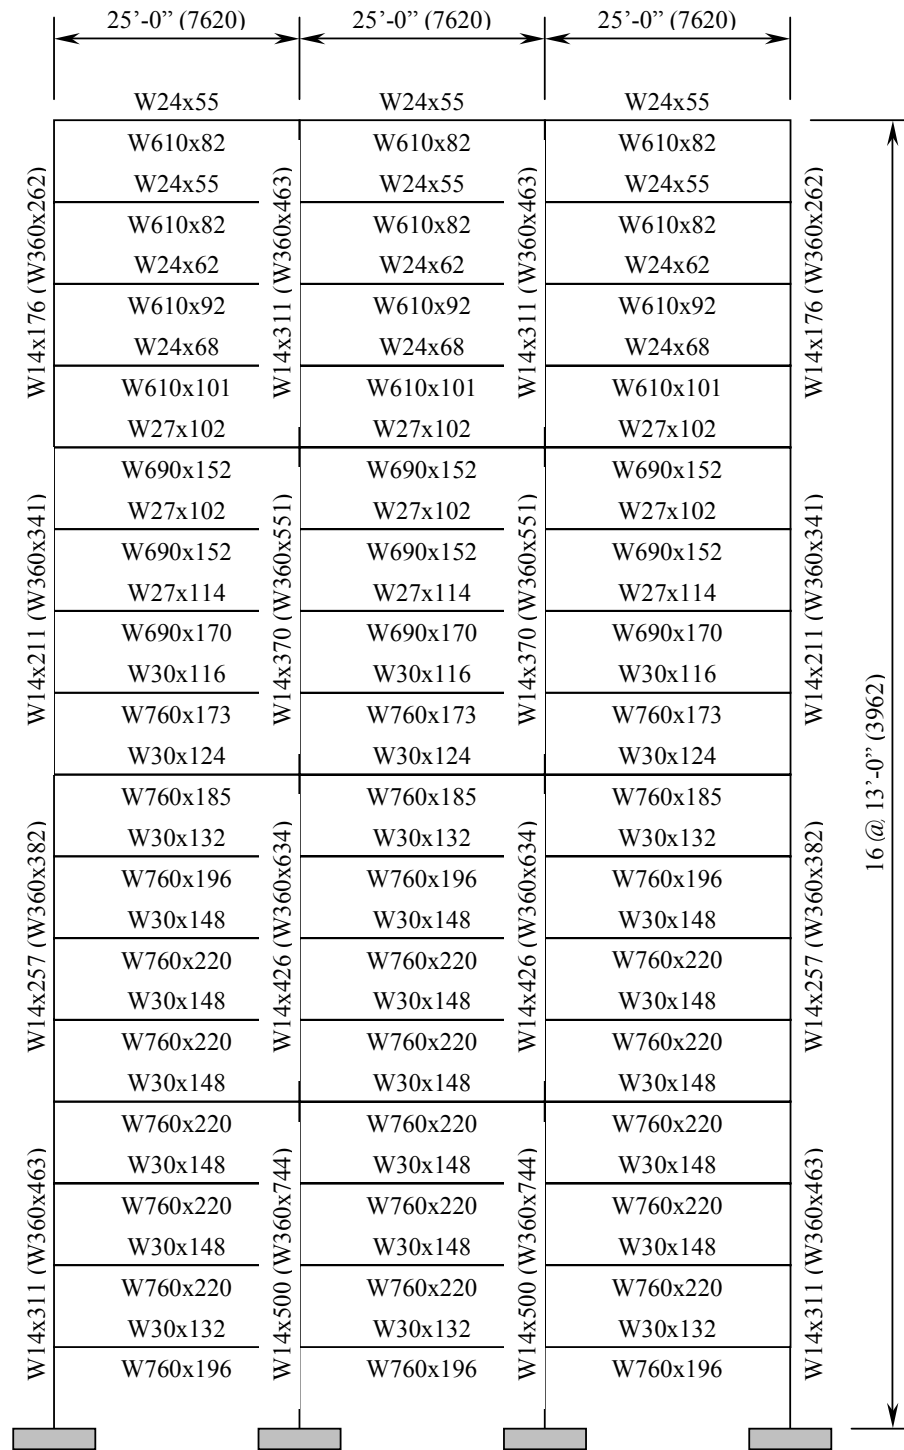 25’-0” (7620) 25’-0” (7620) 25’-0” (7620)
W24x55 W24x55 W24x55
W610x82 W610x82 W610x82
W24x55 W24x55 W24x55
W610x82 W610x82 W610x82
W24x62 W24x62 W24x62
W610x92 W610x92 W610x92
W24x68 W24x68 W24x68
W610x101 W610x101 W610x101
W27x102 W27x102 W27x102
W690x152 W690x152 W690x152
W27x102 W27x102 W27x102
W690x152 W690x152 W690x152
W27x114 W27x114 W27x114
W690x170 W690x170 W690x170
W30x116 W30x116 W30x116
W760x173 W760x173 W760x173
W30x124 W30x124 W30x124
W760x185 W760x185 W760x185
W30x132 W30x132 W30x132
W760x196 W760x196 W760x196
W30x148 W30x148 W30x148
W760x220 W760x220 W760x220
W30x148 W30x148 W30x148
W760x220 W760x220 W760x220
W30x148 W30x148 W30x148
W760x220 W760x220 W760x220
W30x148 W30x148 W30x148
W760x220 W760x220 W760x220
W30x148 W30x148 W30x148
W760x220 W760x220 W760x220
W30x132 W30x132 W30x132
W760x196 W760x196 W760x196
W14x176 (W360x262)
W14x311 (W360x463)
W14x311 (W360x463)
W14x176 (W360x262)
W14x211 (W360x341)
W14x370 (W360x551)
W14x370 (W360x551)
W14x211 (W360x341)
W14x257 (W360x382)
W14x426 (W360x634)
W14x426 (W360x634)
W14x257 (W360x382)
W14x311 (W360x463)
W14x500 (W360x744)
W14x500 (W360x744)
W14x311 (W360x463)
16 @ 13’-0” (3962)